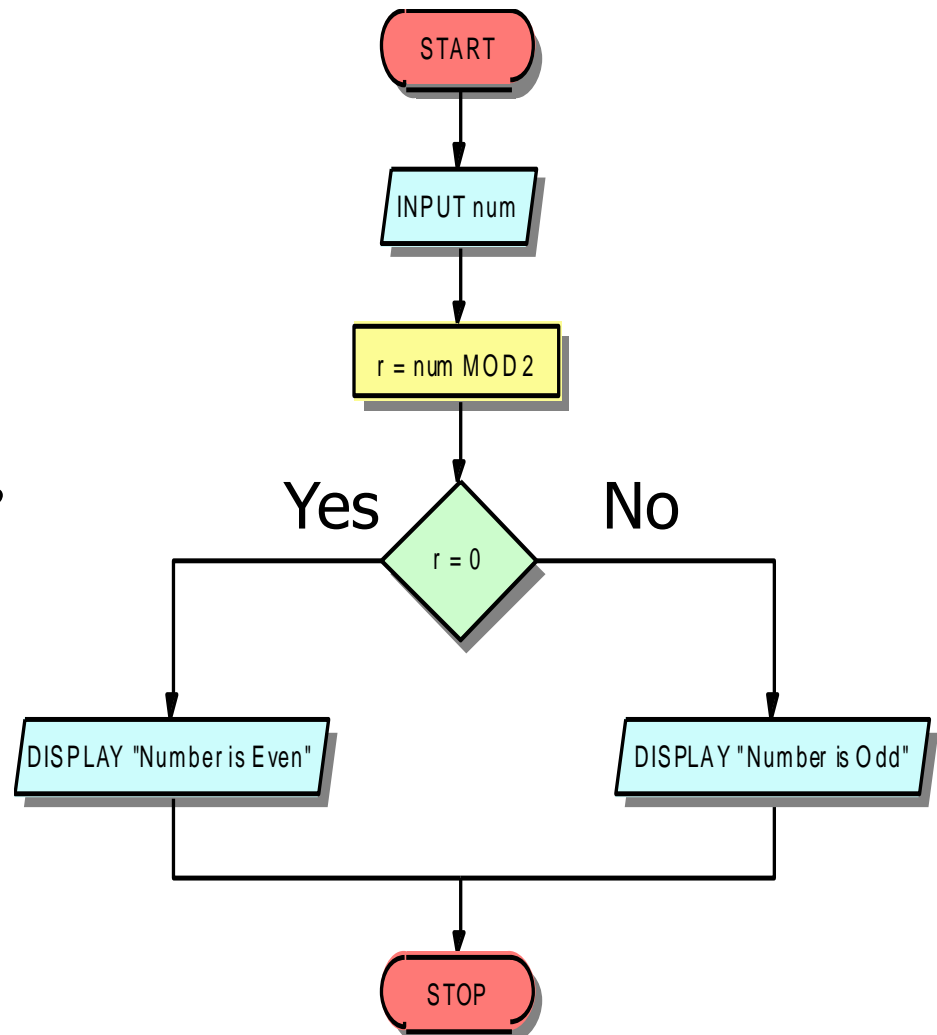 START
INPUT num
r = num MOD 2
Yes
No
r = 0
DISPLAY "Number is Even"
DISPLAY "Number is Odd"
STOP